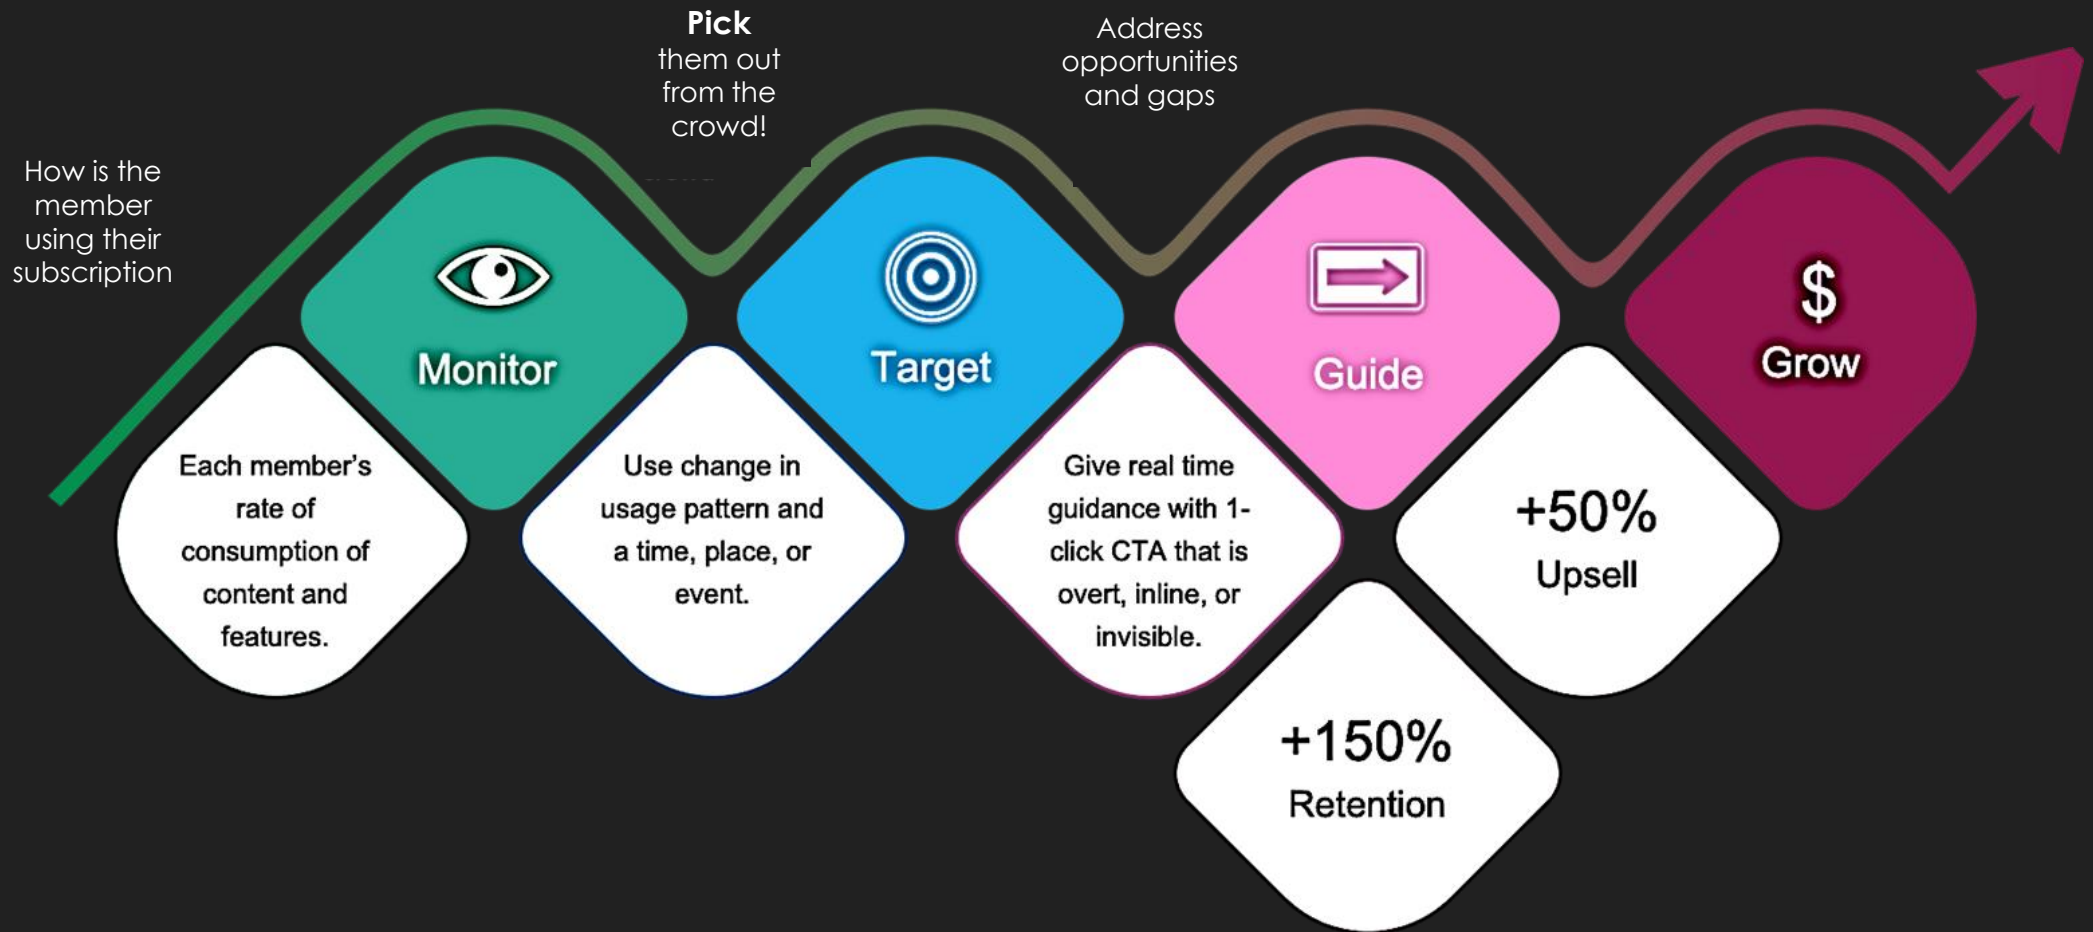 How is the
member
using their
subscription
Pick
them out
from the
crowd!
Address
opportunities
and gaps
Monitor
Target
Guide
$
Grow
Each member’s
rate of
consumption of
content and
features.
Use change in
usage pattern and
a time, place, or
event.
Give real time
guidance with 1-
click CTA that is
overt, inline, or
invisible.
+50%
Upsell
+150%
Retention